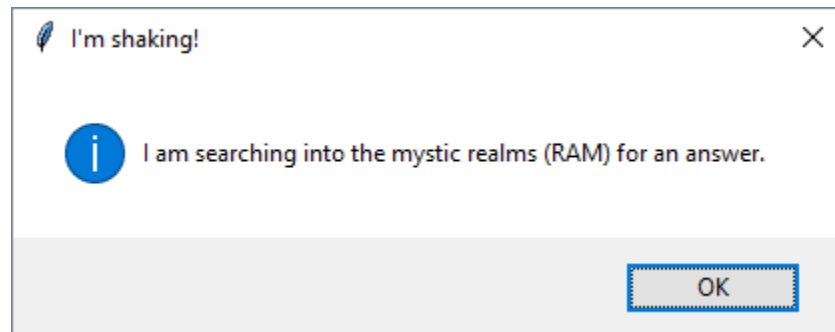 I'm shaking!
I am searching into the mystic realms (RAM) for an answer.
OK